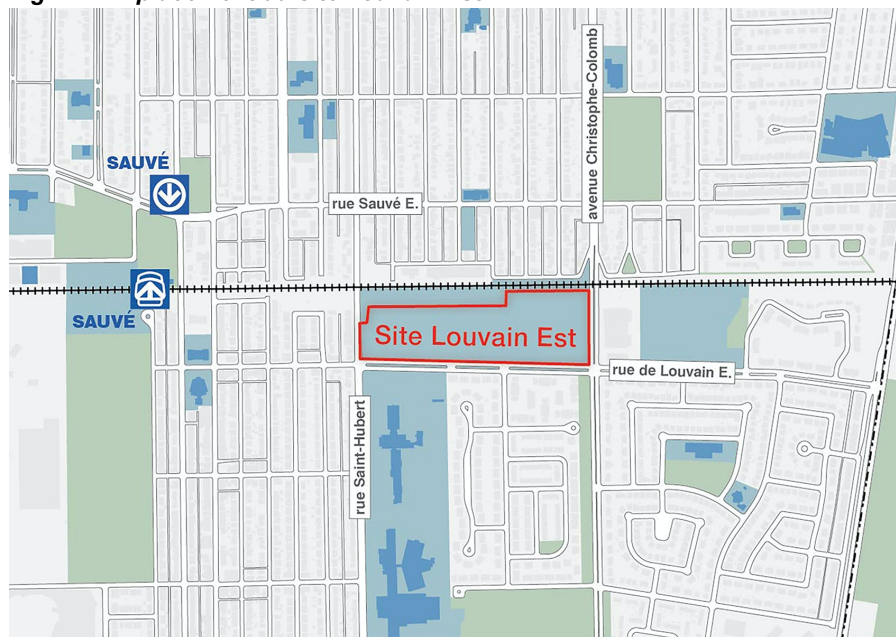 avenue Christophe-Colomb
SAUVÉ
rue Sauvé E.
SAUVÉ
Site Louvain Est
rue de Louvain E.
rue Saint-Hubert